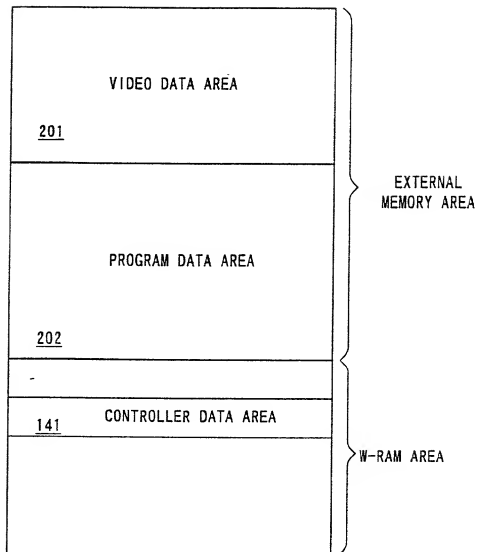 VIDEO DATA AREA
201
EXTERNAL
MEMORY AREA
PROGRAM DATA AREA
202
CONTROLLER DATA AREA
141
W-RAM AREA